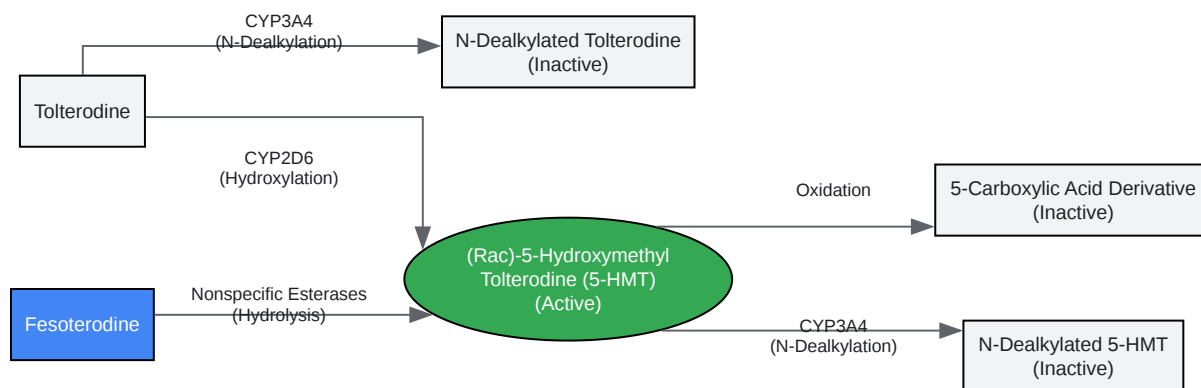 CYP3A4
(N-Dealkylation)
N-Dealkylated Tolterodine
(Inactive)
Tolterodine
CYP2D6
(Hydroxylation)
Oxidation
5-Carboxylic Acid Derivative
(Inactive)
(Rac)-5-Hydroxymethyl
Tolterodine (5-HMT)
(Active)
Nonspecific Esterases
(Hydrolysis)
Fesoterodine
CYP3A4
(N-Dealkylation)
N-Dealkylated 5-HMT
(Inactive)